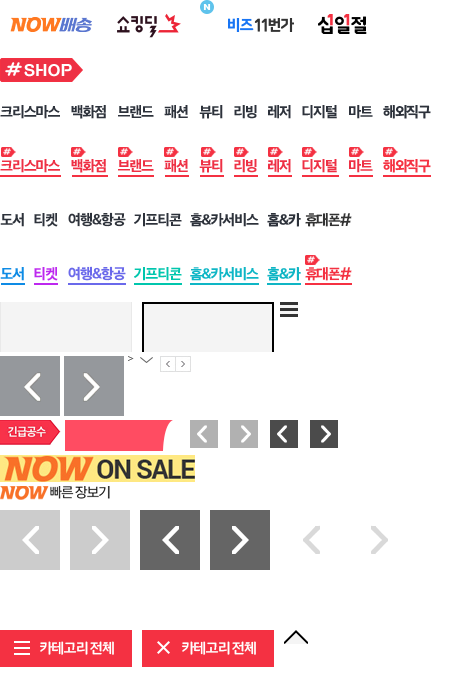 N
NOW배송 쇼킹딜 비즈11번가 십일절
#SHOP
크리스마스 백화점 브랜드 패션 뷰티 리빙 레저 디지털 마트 해외직구
# # # # # # # # # #
크리스마스 백화점 브랜드 패션 뷰티 리빙 레저 디지털 마트 해외직구
도서 티켓 여행&항공 기프티콘 홈&카서비스 홈&카 휴대폰#
#
도서 티켓 여행&항공 기프티콘 홈&카서비스 홈&카 휴대폰#
긴급공수
NOW ON SALE
NOW 빠른 장보기
카테고리 전체 카테고리 전체